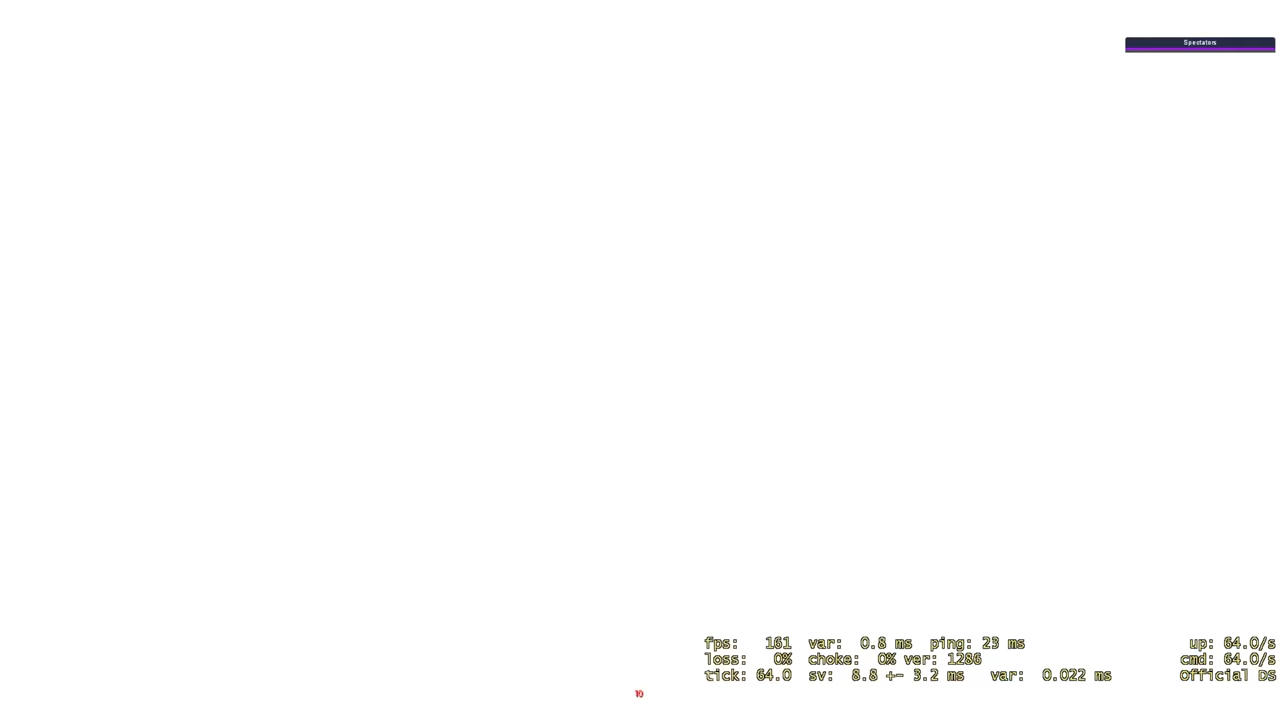 Spectators
fps: 161 var: 0.8 ms ping: 23 ms up: 64.0/s
loss: 0% choke: 0% ver: 1286 cmd: 64.0/s
tick: 64.0 sv: 8.8 +- 3.2 ms var: 0.022 ms Official DS